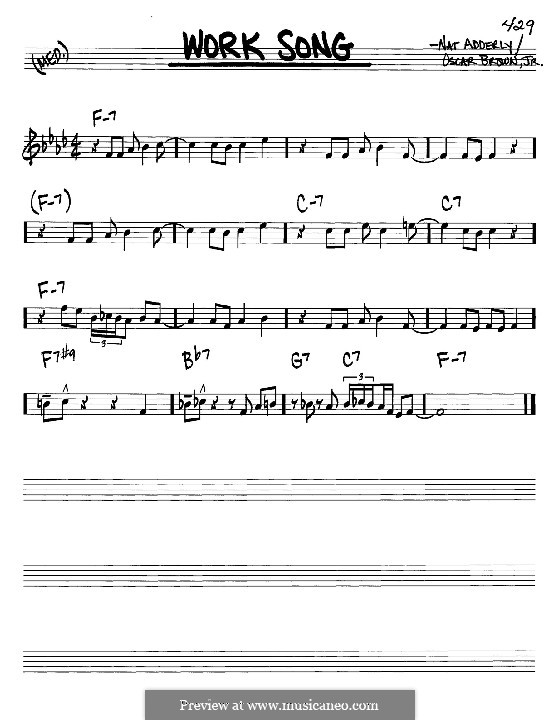 429
(MED.)
WORK SONG
-NAT ADDERLY/
OSCAR BROWN, JR.
F-7
(F-7)
C-7
C7
F-7
3
F7#9
Bb7
G7
C7
F-7
3
Preview at www.musicaneo.com